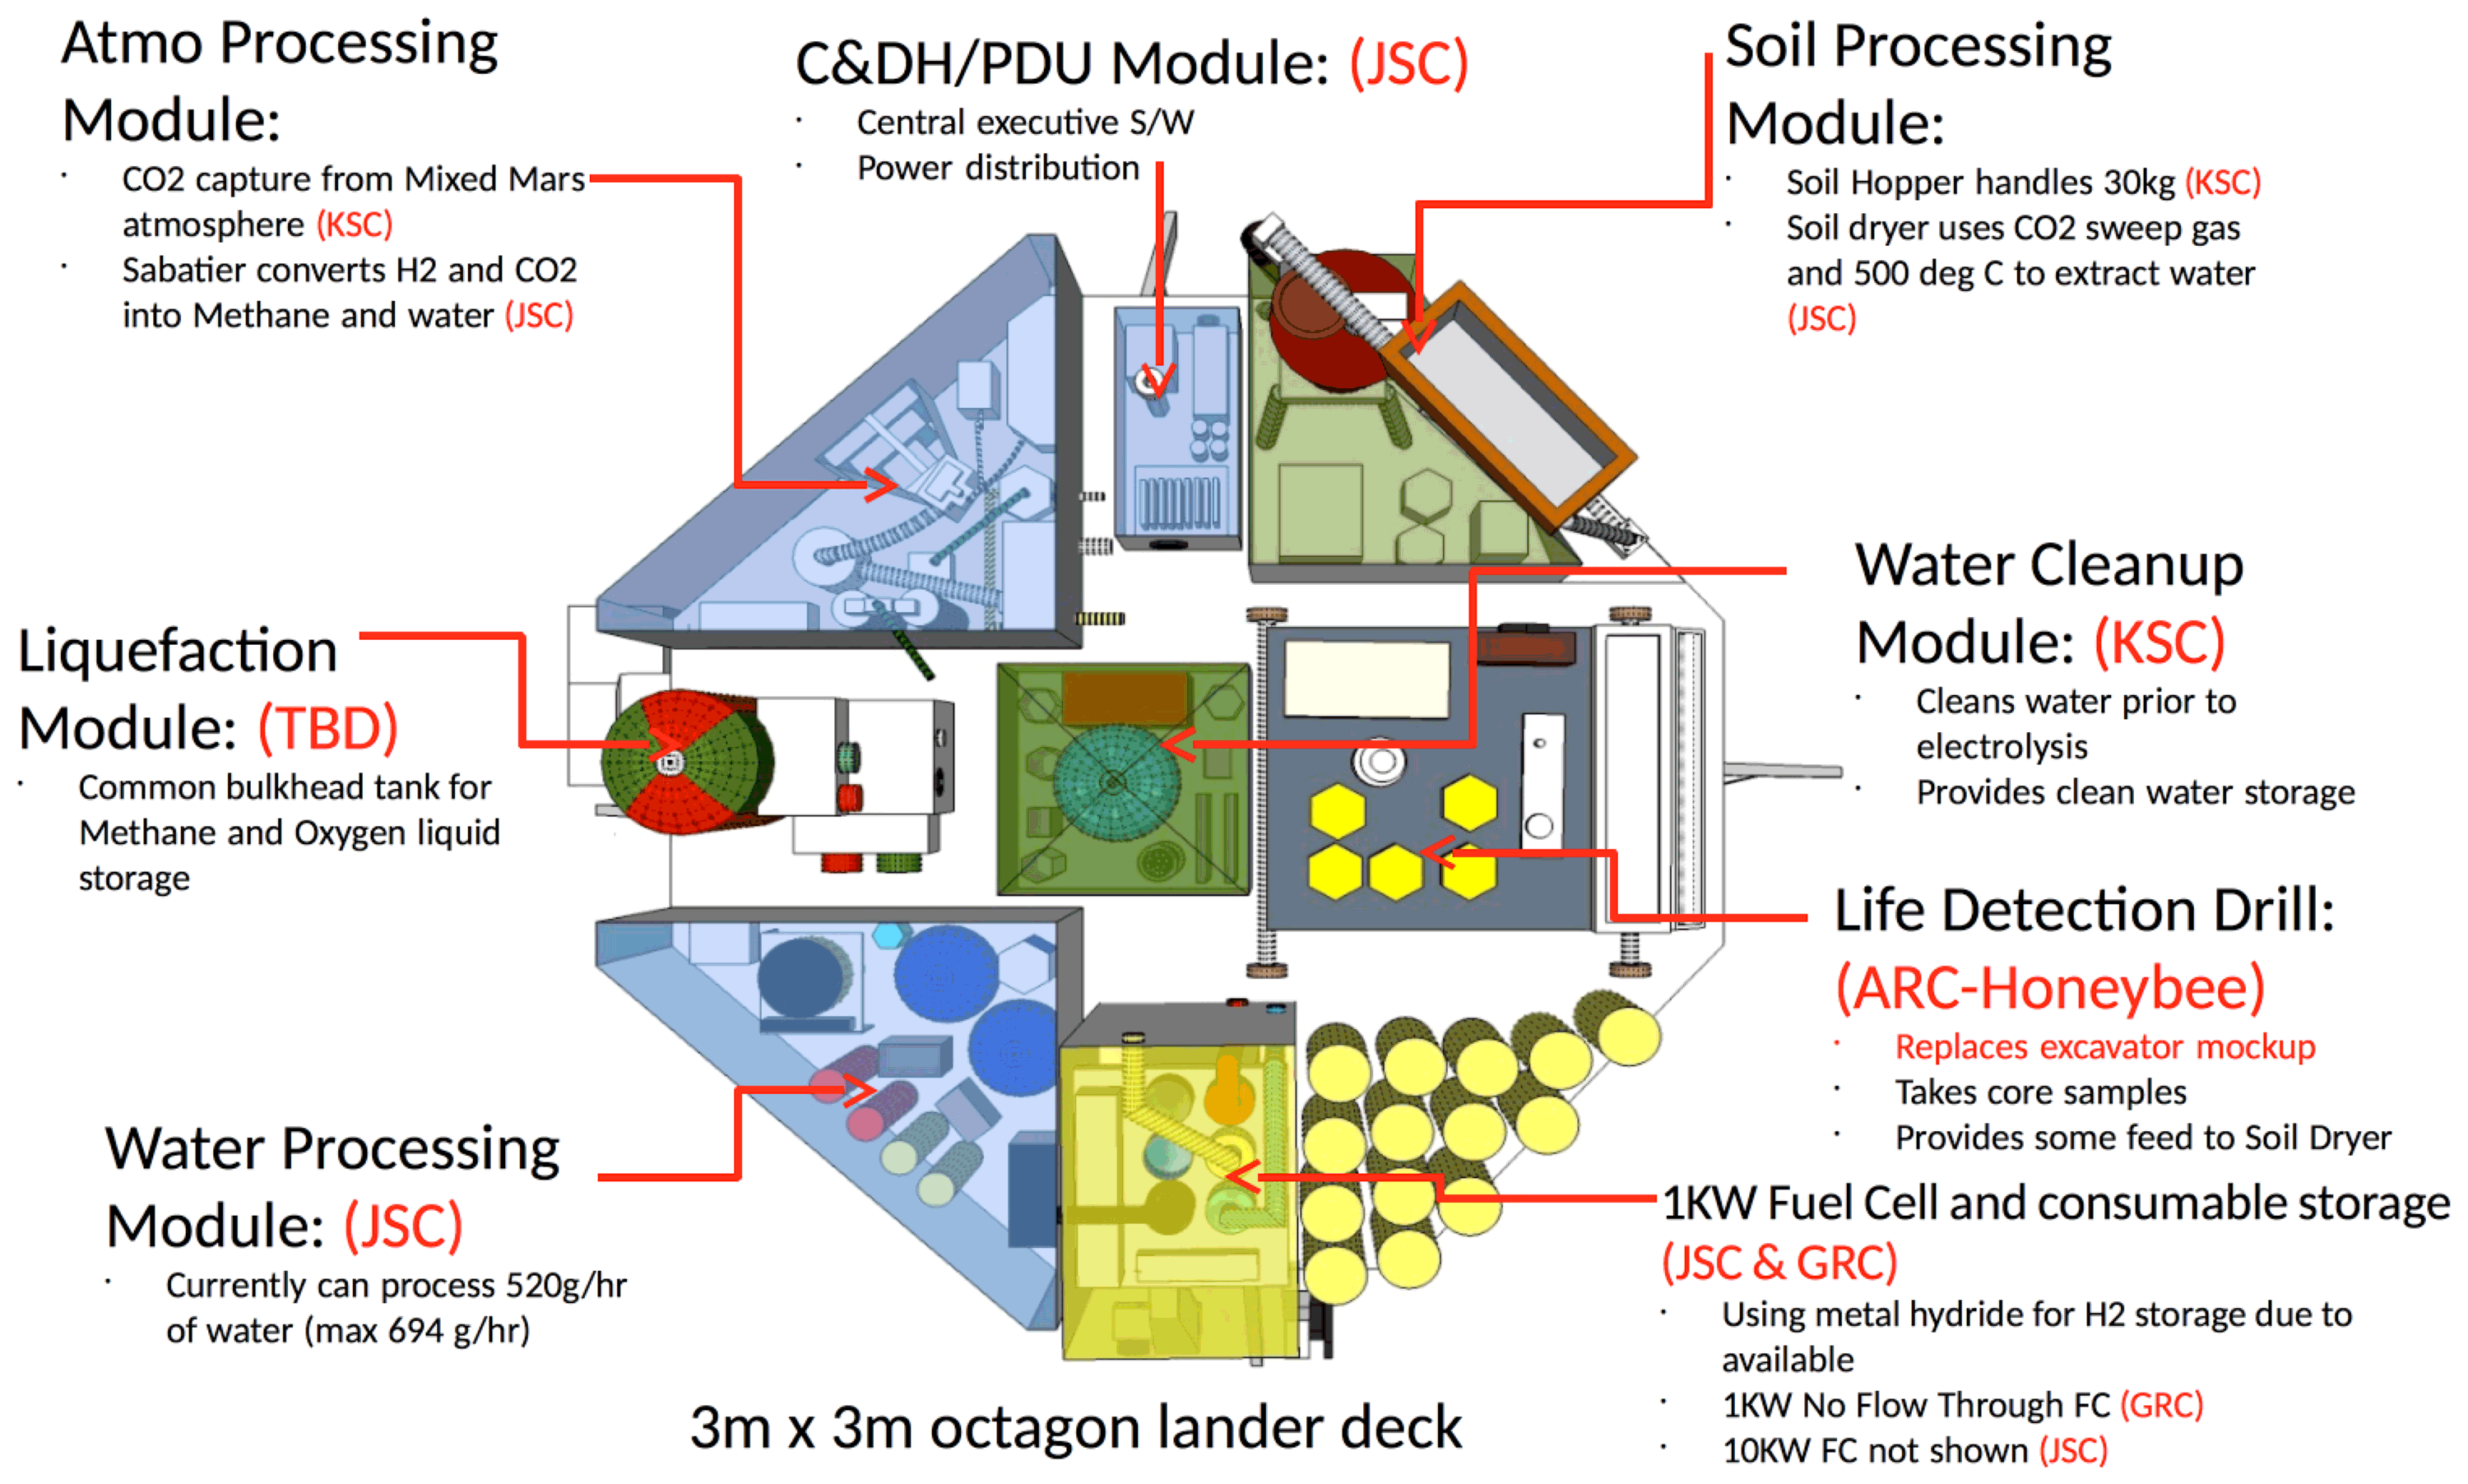 Atmo Processing
Module:
· CO2 capture from Mixed Mars
atmosphere (KSC)
· Sabatier converts H2 and CO2
into Methane and water (JSC)
C&DH/PDU Module: (JSC)
· Central executive S/W
· Power distribution
Soil Processing
Module:
· Soil Hopper handles 30kg (KSC)
· Soil dryer uses CO2 sweep gas
and 500 deg C to extract water
(JSC)
Liquefaction
Module: (TBD)
· Common bulkhead tank for
Methane and Oxygen liquid
storage
Water Cleanup
Module: (KSC)
· Cleans water prior to
electrolysis
· Provides clean water storage
Life Detection Drill:
(ARC-Honeybee)
· Replaces excavator mockup
· Takes core samples
· Provides some feed to Soil Dryer
Water Processing
Module: (JSC)
· Currently can process 520g/hr
of water (max 694 g/hr)
1KW Fuel Cell and consumable storage
(JSC & GRC)
· Using metal hydride for H2 storage due to
available
· 1KW No Flow Through FC (GRC)
· 10KW FC not shown (JSC)
3m x 3m octagon lander deck